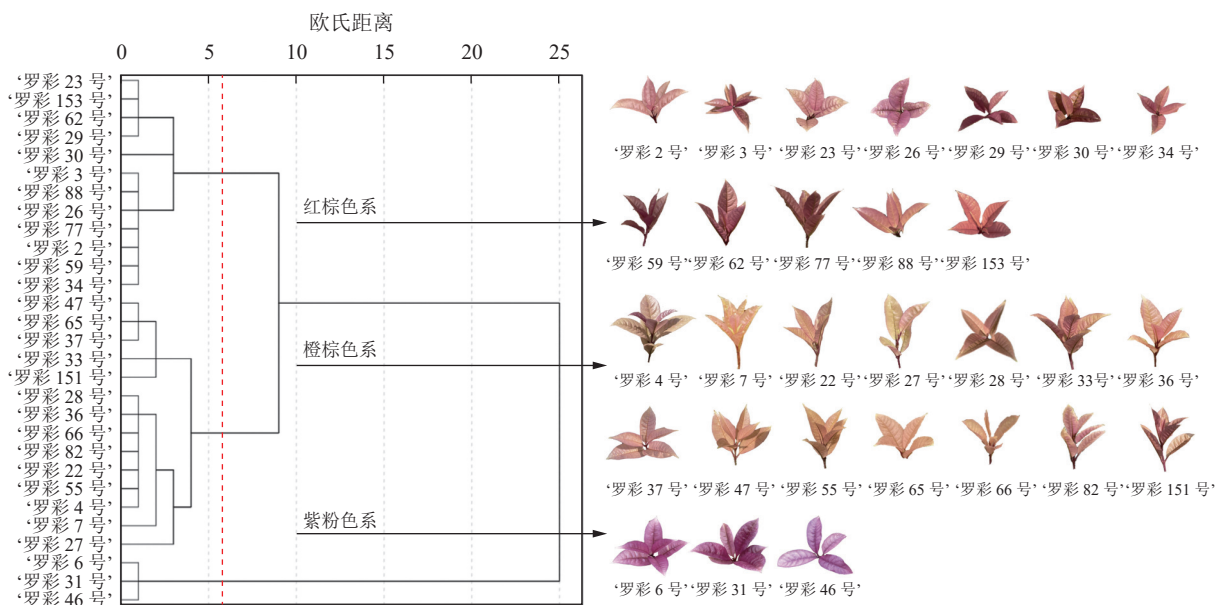 欧氏距离
0 5 10 15 20 25
‘罗彩 23 号’
‘罗彩 153 号’
‘罗彩 62 号’
‘罗彩 29 号’
‘罗彩 30 号’
‘罗彩 3 号’
‘罗彩 88 号’
‘罗彩 26 号’
‘罗彩 77 号’
‘罗彩 2 号’
‘罗彩 59 号’
‘罗彩 34 号’
‘罗彩 47 号’
‘罗彩 65 号’
‘罗彩 37 号’
‘罗彩 33 号’
‘罗彩 151 号’
‘罗彩 28 号’
‘罗彩 36 号’
‘罗彩 66 号’
‘罗彩 82 号’
‘罗彩 22 号’
‘罗彩 55 号’
‘罗彩 4 号’
‘罗彩 7 号’
‘罗彩 27 号’
‘罗彩 6 号’
‘罗彩 31 号’
‘罗彩 46 号’
红棕色系
橙棕色系
紫粉色系
‘罗彩 2 号’ ‘罗彩 3 号’ ‘罗彩 23 号’ ‘罗彩 26 号’ ‘罗彩 29 号’ ‘罗彩 30 号’ ‘罗彩 34 号’
‘罗彩 59 号’ ‘罗彩 62 号’ ‘罗彩 77 号’ ‘罗彩 88 号’ ‘罗彩 153 号’
‘罗彩 4 号’ ‘罗彩 7 号’ ‘罗彩 22 号’ ‘罗彩 27 号’ ‘罗彩 28 号’ ‘罗彩 33号’ ‘罗彩 36 号’
‘罗彩 37 号’ ‘罗彩 47 号’ ‘罗彩 55 号’ ‘罗彩 65 号’ ‘罗彩 66 号’ ‘罗彩 82 号’ ‘罗彩 151 号’
‘罗彩 6 号’ ‘罗彩 31 号’ ‘罗彩 46 号’